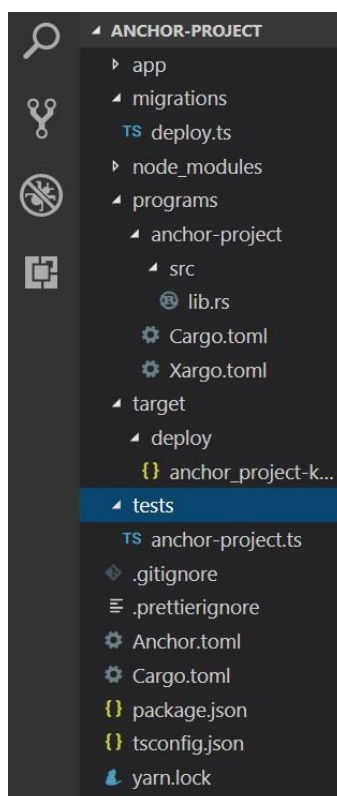 ANCHOR-PROJECT
app
migrations
TS deploy.ts
node_modules
programs
anchor-project
src
lib.rs
Cargo.toml
Xargo.toml
target
deploy
{} anchor_project-k...
tests
TS anchor-project.ts
.gitignore
.prettierignore
Anchor.toml
Cargo.toml
{} package.json
{} tsconfig.json
yarn.lock